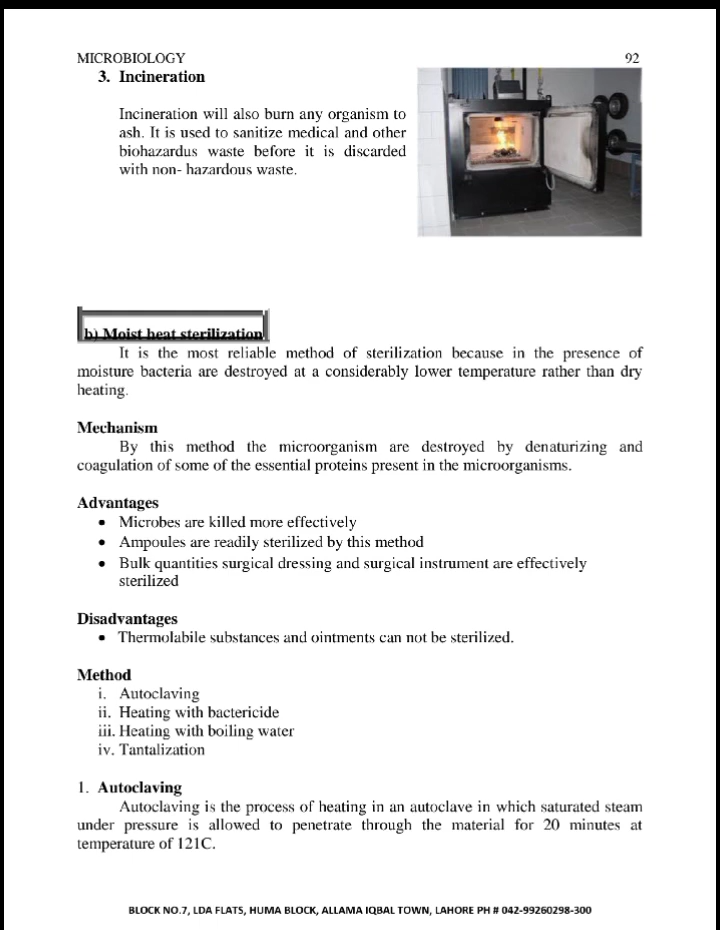 MICROBIOLOGY 92
3. Incineration
Incineration will also burn any organism to
ash. It is used to sanitize medical and other
biohazardus waste before it is discarded
with non- hazardous waste.
b) Moist heat sterilization
It is the most reliable method of sterilization because in the presence of
moisture bacteria are destroyed at a considerably lower temperature rather than dry
heating.
Mechanism
By this method the microorganism are destroyed by denaturizing and
coagulation of some of the essential proteins present in the microorganisms.
Advantages
• Microbes are killed more effectively
• Ampoules are readily sterilized by this method
• Bulk quantities surgical dressing and surgical instrument are effectively
sterilized
Disadvantages
• Thermolabile substances and ointments can not be sterilized.
Method
i. Autoclaving
ii. Heating with bactericide
iii. Heating with boiling water
iv. Tantalization
1. Autoclaving
Autoclaving is the process of heating in an autoclave in which saturated steam
under pressure is allowed to penetrate through the material for 20 minutes at
temperature of 121C.
BLOCK NO.7, LDA FLATS, HUMA BLOCK, ALLAMA IQBAL TOWN, LAHORE PH # 042-99260298-300